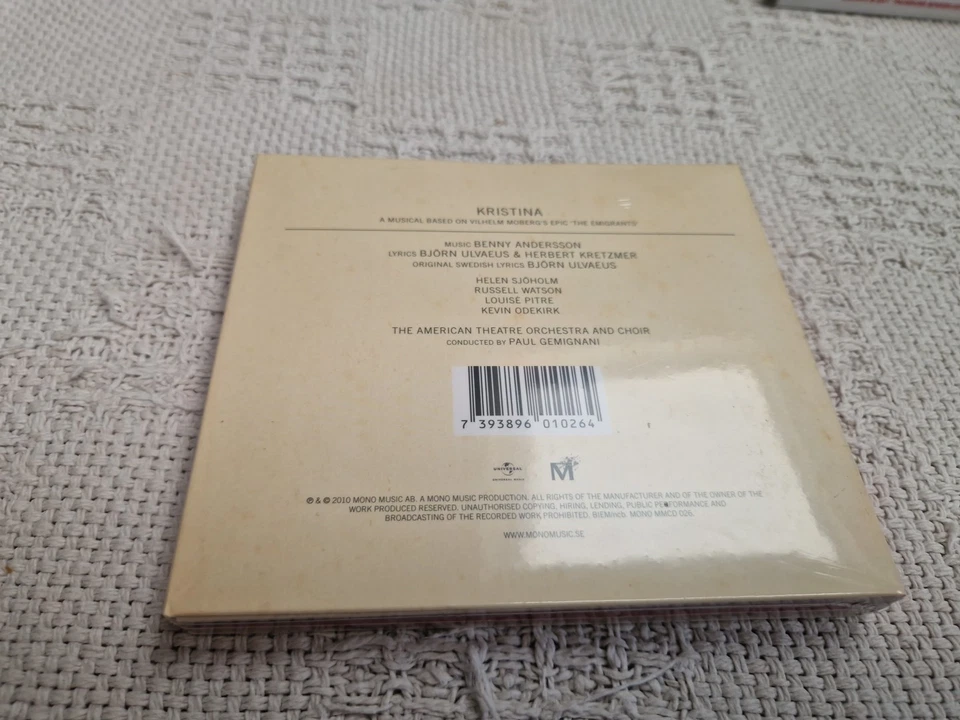 KRISTINA
A MUSICAL BASED ON VILHELM MOBERG'S EPIC 'THE EMIGRANTS'
MUSIC BENNY ANDERSSON
LYRICS BJÖRN ULVAEUS & HERBERT KRETZMER
ORIGINAL SWEDISH LYRICS BJÖRN ULVAEUS
HELEN SJÖHOLM
RUSSELL WATSON
LOUISE PITRE
KEVIN ODEKIRK
THE AMERICAN THEATRE ORCHESTRA AND CHOIR
CONDUCTED BY PAUL GEMIGNANI
7 393896 010264
UNIVERSAL
UNIVERSAL MUSIC
M
℗ & © 2010 MONO MUSIC AB. A MONO MUSIC PRODUCTION. ALL RIGHTS OF THE MANUFACTURER AND OF THE OWNER OF THE
WORK PRODUCED RESERVED. UNAUTHORISED COPYING, HIRING, LENDING, PUBLIC PERFORMANCE AND
BROADCASTING OF THE RECORDED WORK PROHIBITED. BIEM/ncb. MONO MMCD 026.
WWW.MONOMUSIC.SE